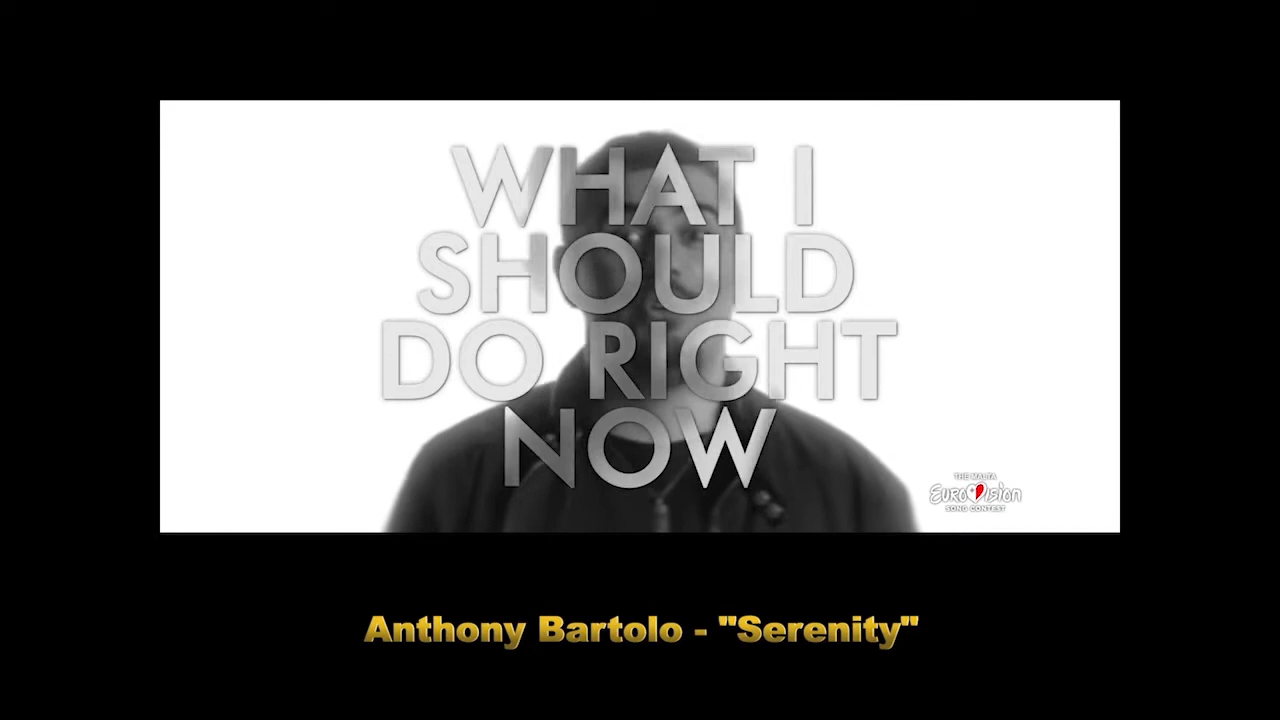 WHAT I
SHOULD
DO RIGHT
NOW
THE MALTA
EUROVISION
SONG CONTEST
Anthony Bartolo - "Serenity"